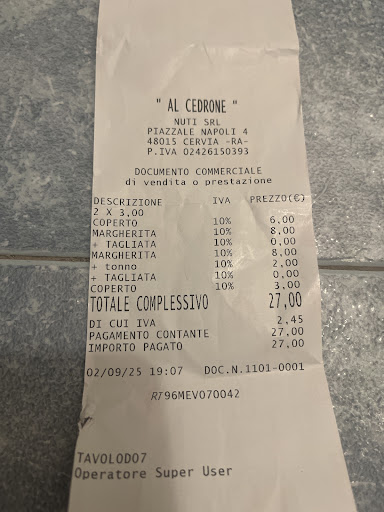 " AL CEDRONE "
NUTI SRL
PIAZZALE NAPOLI 4
48015 CERVIA -RA-
P.IVA 02426150393
DOCUMENTO COMMERCIALE
di vendita o prestazione
DESCRIZIONE IVA PREZZO(€)
2 X 3,00
COPERTO 10% 6,00
MARGHERITA 10% 8,00
+ TAGLIATA 10% 0,00
MARGHERITA 10% 8,00
+ tonno 10% 2,00
+ TAGLIATA 10% 0,00
COPERTO 10% 3,00
TOTALE COMPLESSIVO 27,00
DI CUI IVA 2,45
PAGAMENTO CONTANTE 27,00
IMPORTO PAGATO 27,00
02/09/25 19:07 DOC.N.1101-0001
RT96MEV070042
TAVOLOD07
Operatore Super User